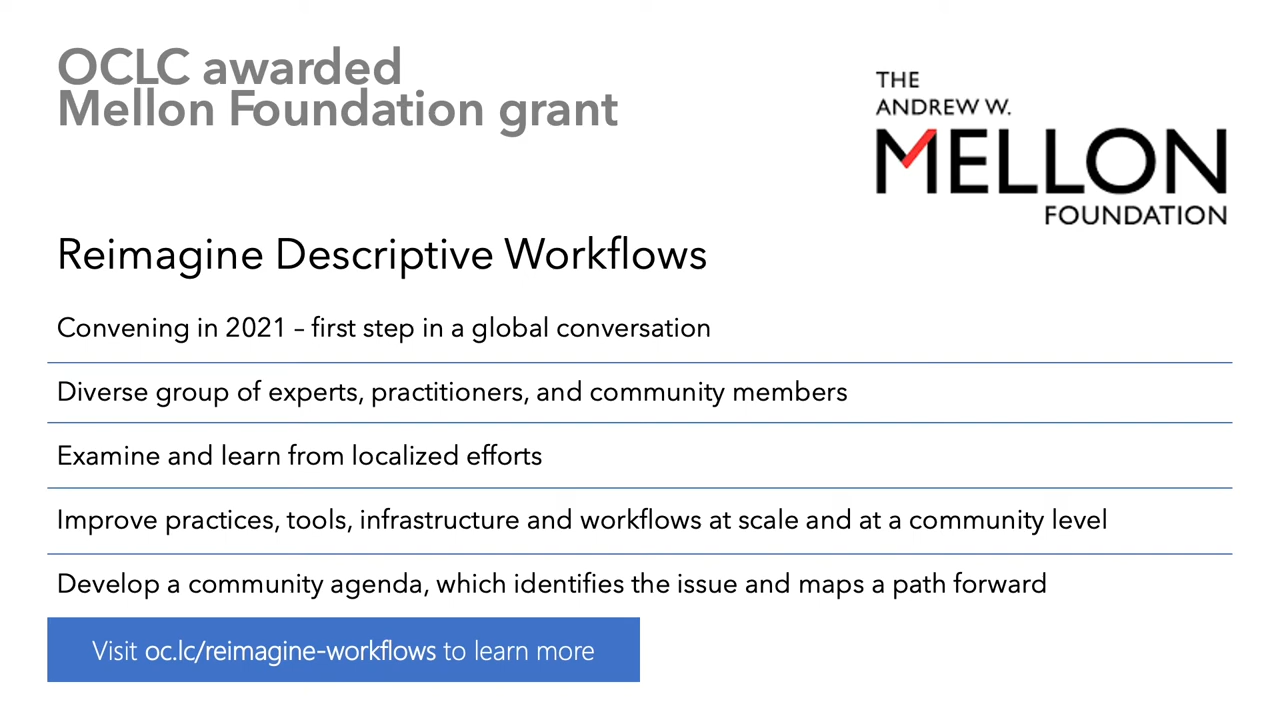 OCLC awarded
Mellon Foundation grant
THE
ANDREW W.
MELLON
FOUNDATION
Reimagine Descriptive Workflows
Convening in 2021 – first step in a global conversation
Diverse group of experts, practitioners, and community members
Examine and learn from localized efforts
Improve practices, tools, infrastructure and workflows at scale and at a community level
Develop a community agenda, which identifies the issue and maps a path forward
Visit oc.lc/reimagine-workflows to learn more